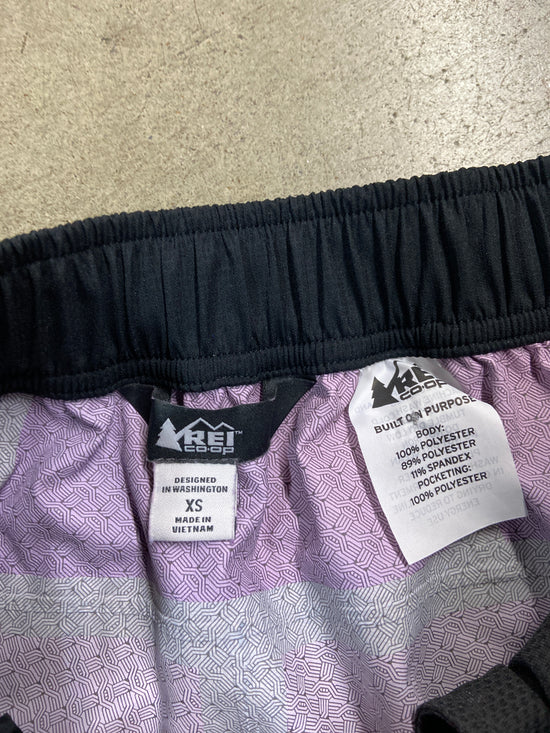 REI
CO·OP
DESIGNED
IN WASHINGTON
XS
MADE IN
VIETNAM
REI
CO·OP
BUILT ON PURPOSE
BODY:
100% POLYESTER
89% POLYESTER
11% SPANDEX
POCKETING:
100% POLYESTER